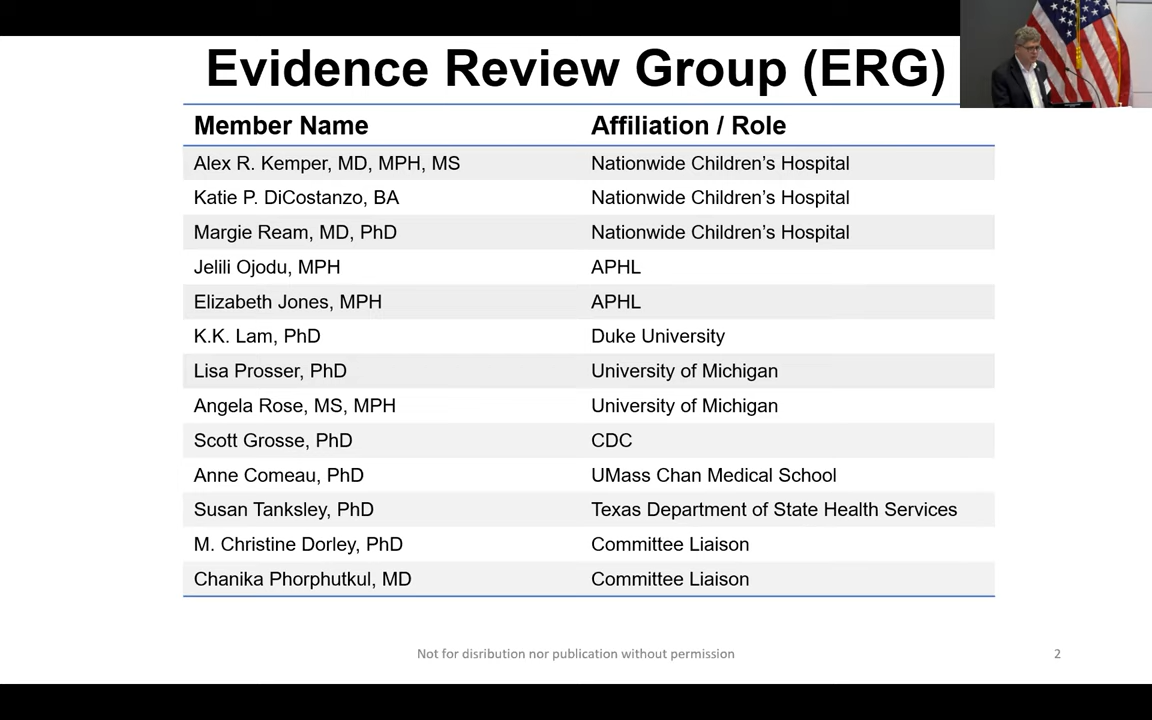 Evidence Review Group (ERG)
Member Name Affiliation / Role
Alex R. Kemper, MD, MPH, MS Nationwide Children's Hospital
Katie P. DiCostanzo, BA Nationwide Children's Hospital
Margie Ream, MD, PhD Nationwide Children's Hospital
Jelili Ojodu, MPH APHL
Elizabeth Jones, MPH APHL
K.K. Lam, PhD Duke University
Lisa Prosser, PhD University of Michigan
Angela Rose, MS, MPH University of Michigan
Scott Grosse, PhD CDC
Anne Comeau, PhD UMass Chan Medical School
Susan Tanksley, PhD Texas Department of State Health Services
M. Christine Dorley, PhD Committee Liaison
Chanika Phorphutkul, MD Committee Liaison
Not for disribution nor publication without permission 2